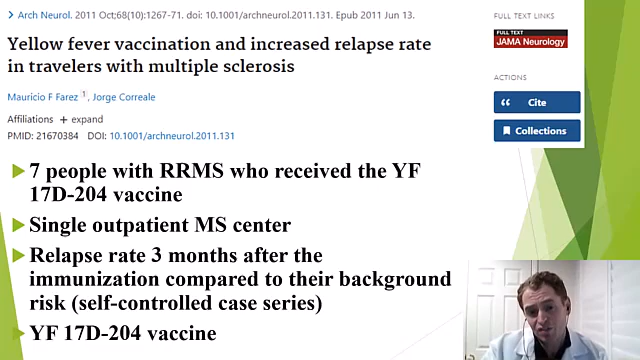 Arch Neurol. 2011 Oct;68(10):1267-71. doi: 10.1001/archneurol.2011.131. Epub 2011 Jun 13.
Yellow fever vaccination and increased relapse rate
in travelers with multiple sclerosis
Mauricio F Farez 1, Jorge Correale
Affiliations + expand
PMID: 21670384 DOI: 10.1001/archneurol.2011.131
FULL TEXT LINKS
FULL TEXT
JAMA Neurology
ACTIONS
Cite
Collections
7 people with RRMS who received the YF
17D-204 vaccine
Single outpatient MS center
Relapse rate 3 months after the
immunization compared to their background
risk (self-controlled case series)
YF 17D-204 vaccine